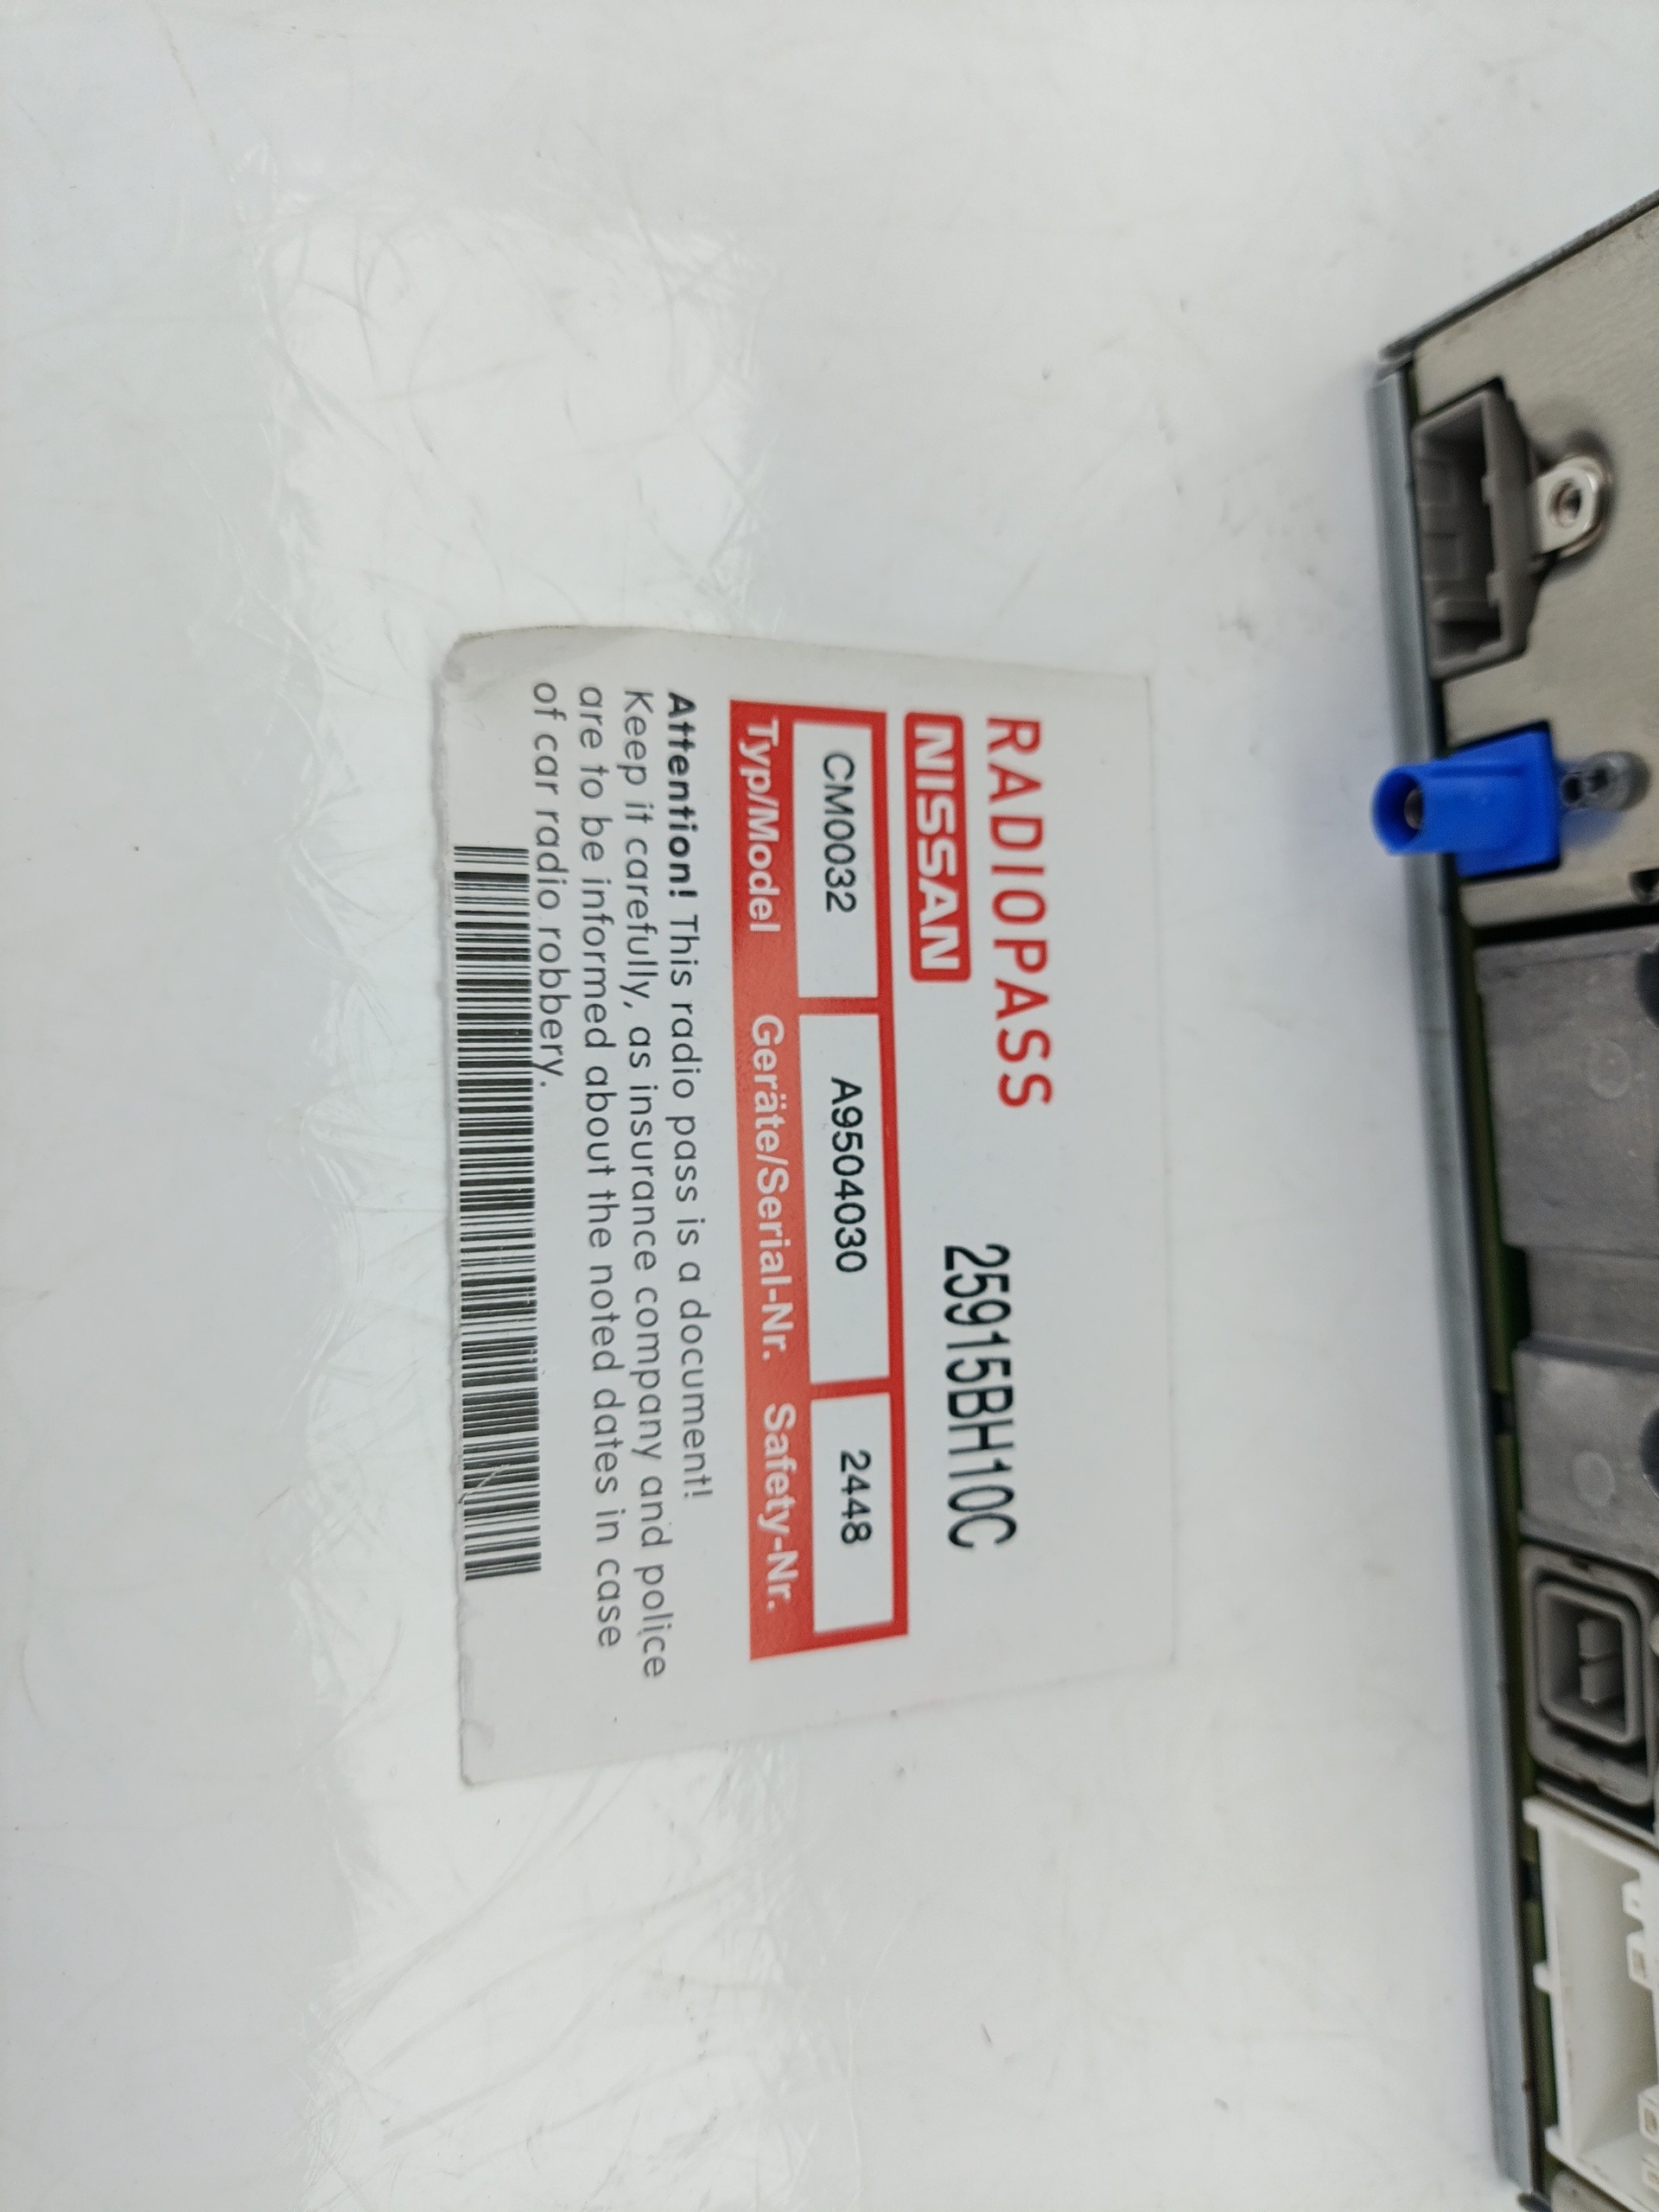 RADIOPASS
NISSAN
25915BH10C
CM0032 A9504030 2448
Typ/Model Geräte/Serial-Nr. Safety-Nr.
Attention! This radio pass is a document!
Keep it carefully, as insurance company and police
are to be informed about the noted dates in case
of car radio robbery.